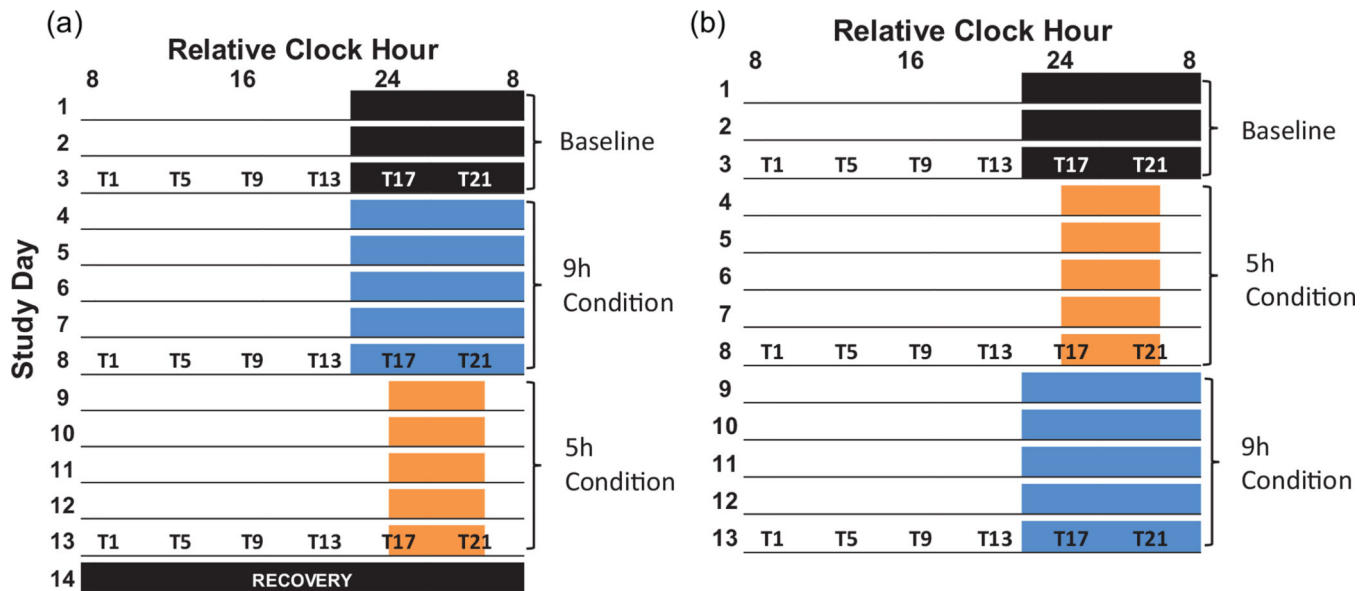 (a)
Relative Clock Hour
8 16 24 8
Study Day
1
2
3 T1 T5 T9 T13 T17 T21
Baseline
4
5
6
7
8 T1 T5 T9 T13 T17 T21
9h
Condition
9
10
11
12
13 T1 T5 T9 T13 T17 T21
5h
Condition
14 RECOVERY
(b)
Relative Clock Hour
8 16 24 8
1
2
3 T1 T5 T9 T13 T17 T21
Baseline
4
5
6
7
8 T1 T5 T9 T13 T17 T21
5h
Condition
9
10
11
12
13 T1 T5 T9 T13 T17 T21
9h
Condition